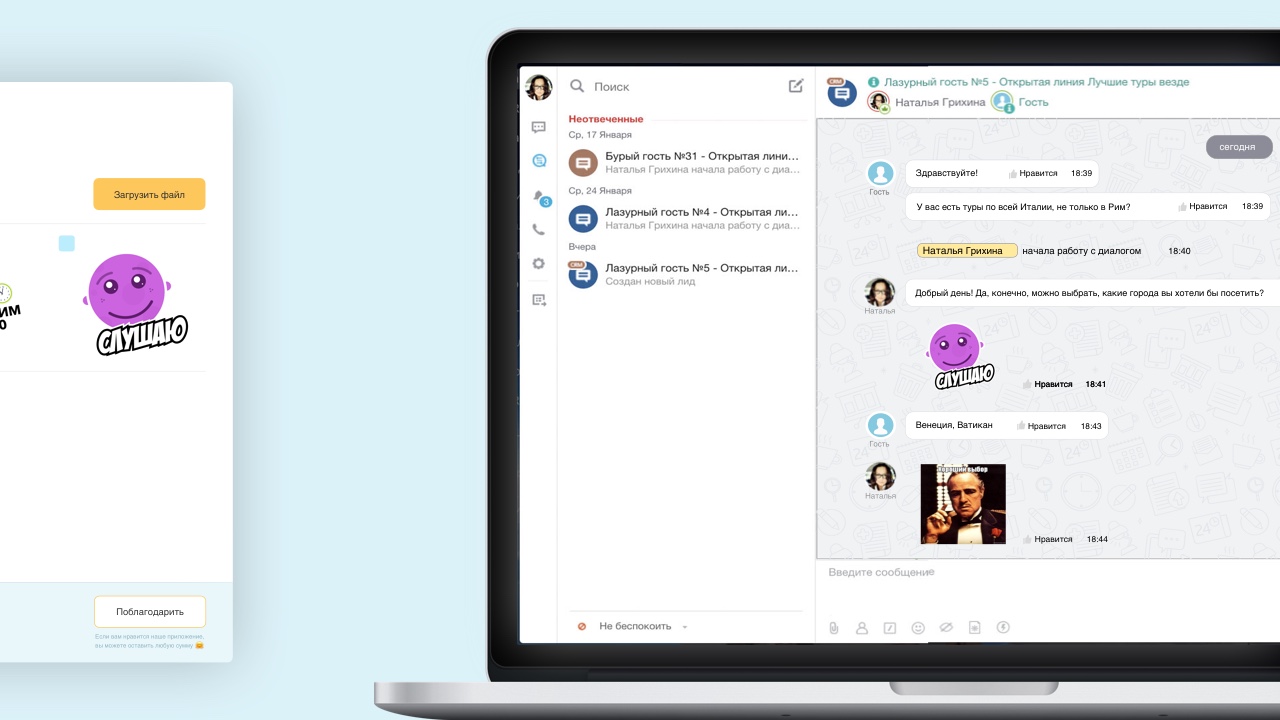 Загрузить файл
СЛУШАЮ
Поблагодарить
Если вам нравится наше приложение,
вы можете оставить любую сумму
Поиск
Неотвеченные
Ср, 17 Января
Бурый гость №31 - Открытая лини...
Наталья Грихина начала работу с диа...
Ср, 24 Января
Лазурный гость №4 - Открытая ли...
Наталья Грихина начала работу с диа...
Вчера
CRM
Лазурный гость №5 - Открытая ли...
Создан новый лид
3
Не беспокоить
CRM
Лазурный гость №5 - Открытая линия Лучшие туры везде
Наталья Грихина Гость
сегодня
Здравствуйте! Нравится 18:39
Гость
У вас есть туры по всей Италии, не только в Рим? Нравится 18:39
Наталья Грихина начала работу с диалогом 18:40
Добрый день! Да, конечно, можно выбрать, какие города вы хотели бы посетить?
Наталья
СЛУШАЮ
Нравится 18:41
Венеция, Ватикан Нравится 18:43
Гость
Хороший выбор
Наталья
Нравится 18:44
Введите сообщение